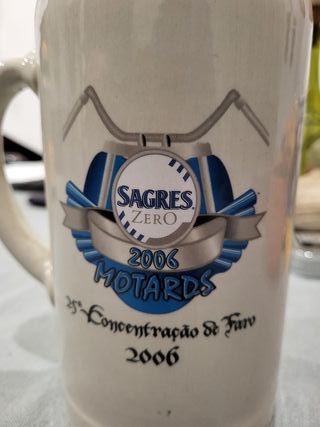 SAGRES
ZERO
2006
MOTARDS
25ª Concentração de Faro
2006